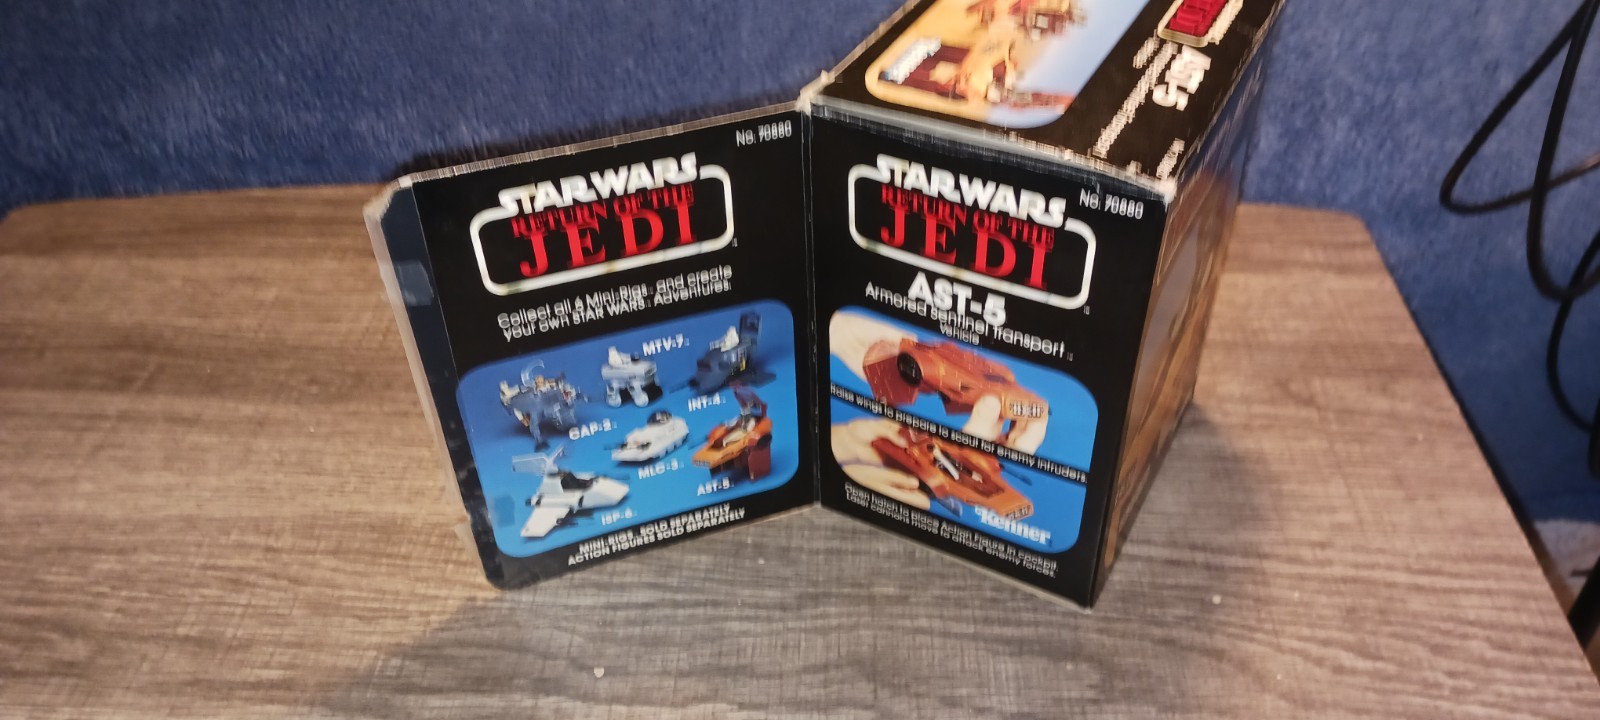 No. 70880
STAR WARS
RETURN OF THE
JEDI
Collect all 6 Mini-Rigs and create
your own STAR WARS Adventures.
MTV-7
INT-4
CAP-2
MLC-3
AST-5
ISP-6
MINI-RIGS SOLD SEPARATELY
ACTION FIGURES SOLD SEPARATELY
No. 70880
STAR WARS
RETURN OF THE
JEDI
AST-5
Armored Sentinel Transport
Vehicle
Raise wings to prepare to scout for enemy intruders.
Kenner
Open hatch to place Action Figure in cockpit.
Laser cannons move to attack enemy forces.
Kenner
AST-5